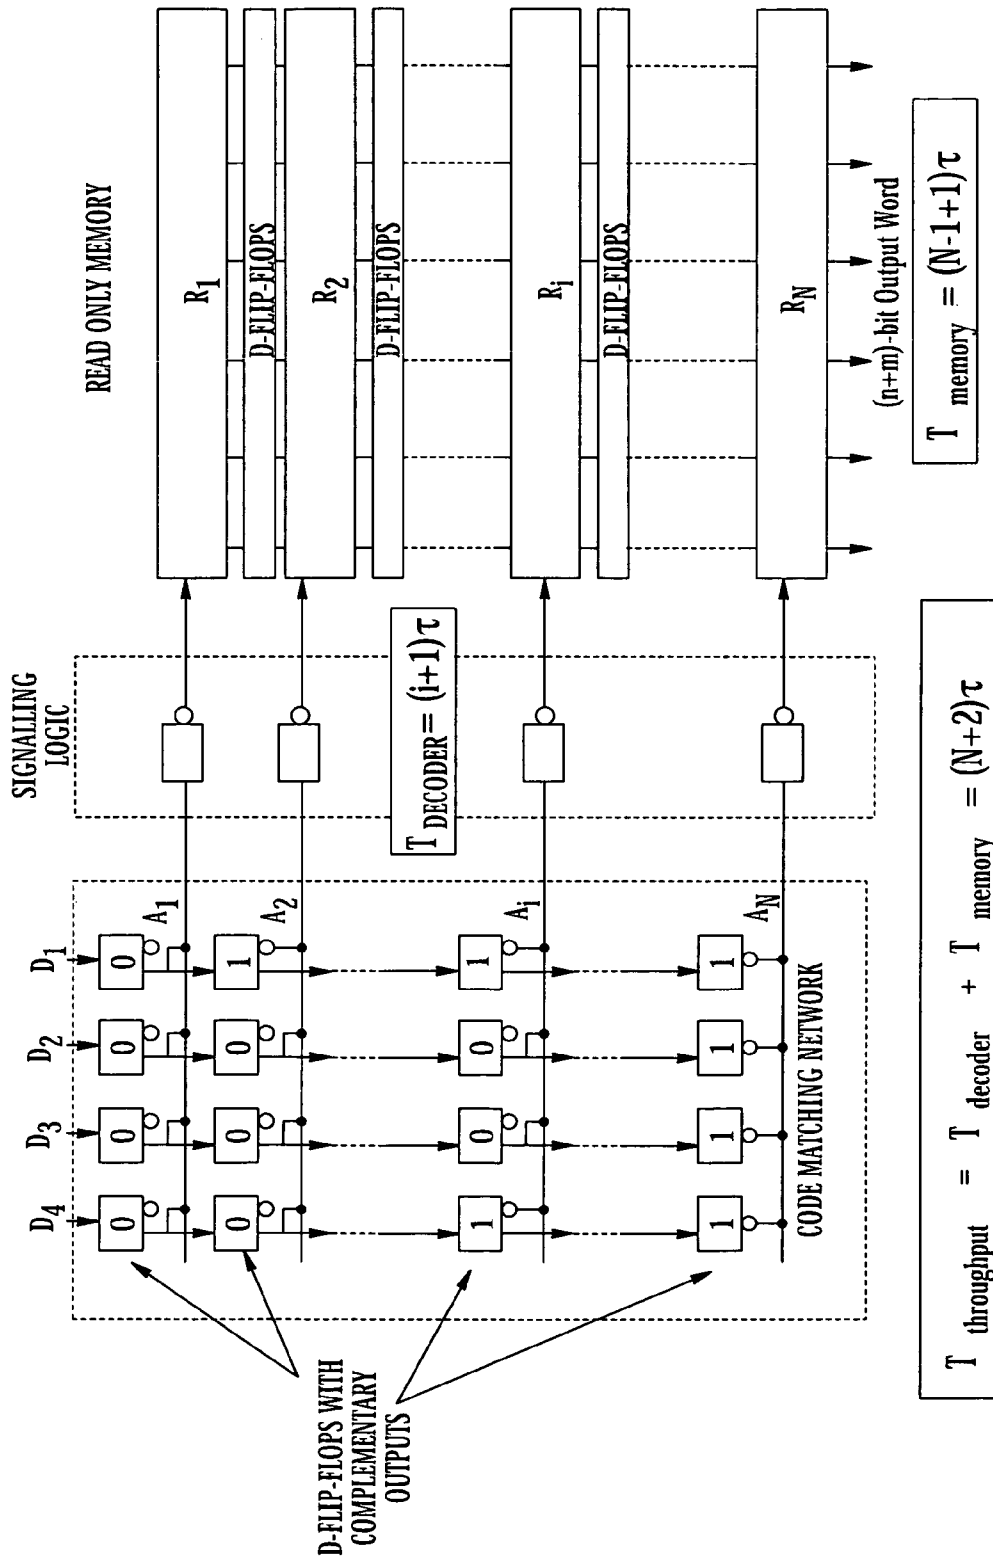 READ ONLY MEMORY
SIGNALLING
LOGIC
D4 D3 D2 D1
0 0 0 0 A1
R1
D-FLIP-FLOPS
0 0 0 1 A2
R2
D-FLIP-FLOPS
T DECODER = (i+1)τ
1 0 0 1 Ai
Ri
D-FLIP-FLOPS
1 1 1 1 AN
RN
CODE MATCHING NETWORK
(n+m)-bit Output Word
D-FLIP-FLOPS WITH
COMPLEMENTARY
OUTPUTS
T memory = (N-1+1)τ
T throughput = T decoder + T memory = (N+2)τ